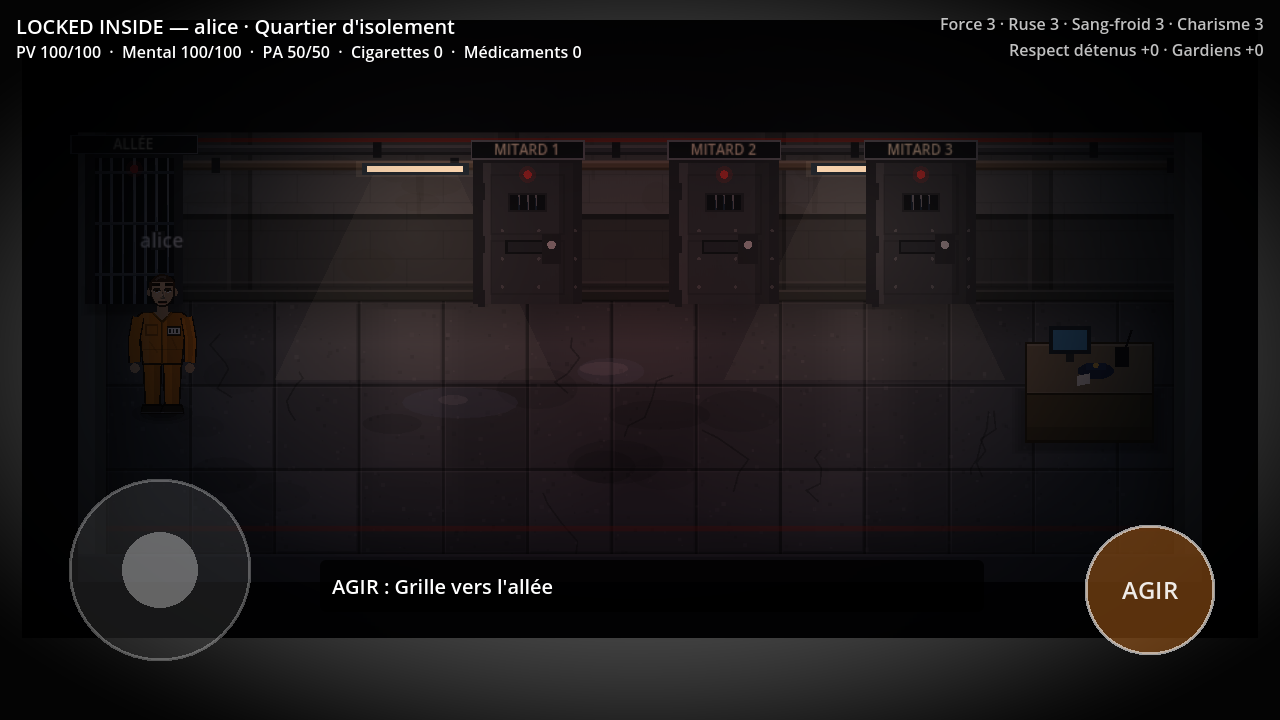 LOCKED INSIDE — alice · Quartier d'isolement
PV 100/100 · Mental 100/100 · PA 50/50 · Cigarettes 0 · Médicaments 0
Force 3 · Ruse 3 · Sang-froid 3 · Charisme 3
Respect détenus +0 · Gardiens +0
ALLÉE
MITARD 1
MITARD 2
MITARD 3
alice
AGIR : Grille vers l'allée
AGIR